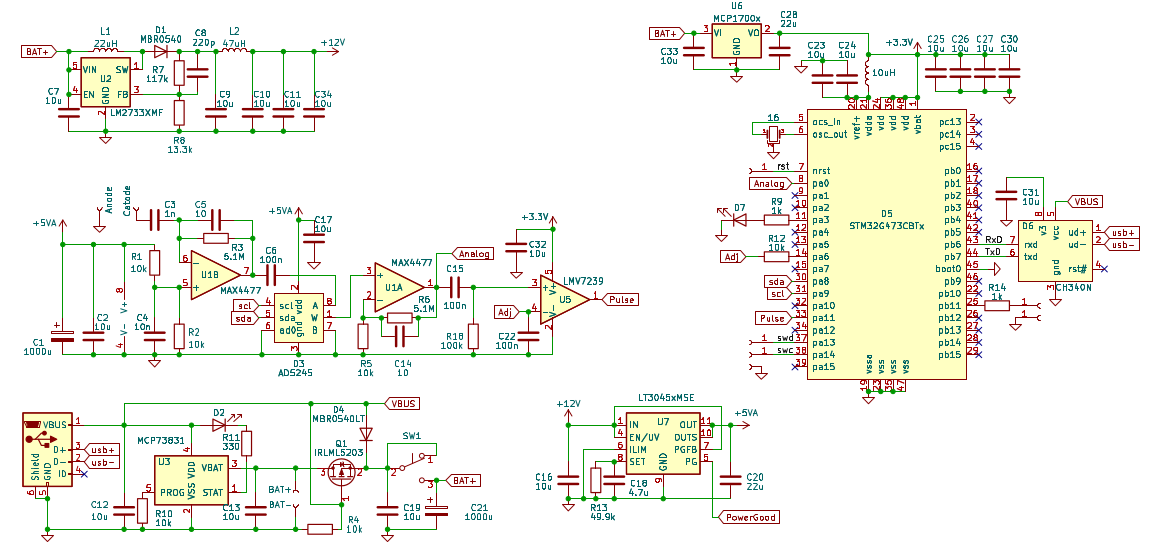 L1
22uH
D1
MBR0540
C8
220p
L2
47uH
+12V
BAT+
5 VIN
SW 1
R7
117k
U2
4 EN
GND
FB 3
2
LM2733XMF
C7
10u
C9
10u
C10
10u
C11
10u
C34
10u
R8
13.3k
U6
MCP1700x
C28
22u
BAT+
3 VI
VO 2
GND
1
C33
10u
C23
10u
C24
10u
+3.3V
10uH
C25
10u
C26
10u
C27
10u
C30
10u
20
21
24
36
48
1
vref+
vdda
vdd
vdd
vdd
vbat
16
5 ocs_in
6 osc_out
pc13 2
pc14 3
pc15 4
1 rst 7 nrst
Analog 8 pa0
9 pa1
10 pa2
D7
R9
1k
11 pa3
12 pa4
13 pa5
Adj
R12
10k
14 pa6
15 pa7
sda 30 pa8
scl 31 pa9
32 pa10
Pulse 33 pa11
34 pa12
1 swd 37 pa13
1 swc 38 pa14
39 pa15
D5
STM32G473CBTx
pb0 16
pb1 17
pb2 18
pb3 40
pb4 41
pb5 42
pb6 43 RxD 7 rxd
pb7 44 TxD 6 txd
boot0 45
pb9 46
pb10 22
pb11 25
pb12 26
pb13 27
pb14 28
pb15 29
vssa
vss
vss
vss
19
23
35
47
C31
10u
VBUS
8
5
D6
v3
vcc
ud+ 1 usb+
ud- 2 usb-
gnd
rst# 4
3
CH340N
R14
1k
1
1
Anode
Catode
+5VA
C3
1n
C5
10
R3
5.1M
+5VA
C17
10u
C6
100n
R1
10k
6
5
7
U1B
MAX4477
8
V+
V-
4
C1
1000u
C2
10u
C4
10n
R2
10k
scl 4 scl
sda 5 sda
6 ad0
vdd
2
gnd
3
A 8
W 1
B 7
D3
AD5245
MAX4477
3
2
1
U1A
R6
5.1M
R5
10k
C14
10
Analog
C15
100n
R16
100k
+3.3V
C32
10u
LMV7239
5
V+
V-
3
4
2
1
U5
Pulse
Adj
C22
100n
VBUS 1
D+ 3 usb+
D- 2 usb-
ID 4
Shield
GND
6
5
D2
MCP73831
R11
330
U3
4
VDD
VBAT 3
5 PROG
VSS
STAT 1
2
C12
10u
R10
10k
C13
10u
BAT+
BAT-
VBUS
D4
MBR0540LT
Q1
IRLML5203
3
2
1
R4
10k
SW1
2
1
3
BAT+
C19
10u
C21
1000u
+12V
LT3045xMSE
+5VA
1 IN
4 EN/UV
6 ILIM
8 SET
U7
OUT 11
OUTS 10
PGFB 7
PG 5
GND
9
C16
10u
R13
49.9k
C18
4.7u
C20
22u
PowerGood